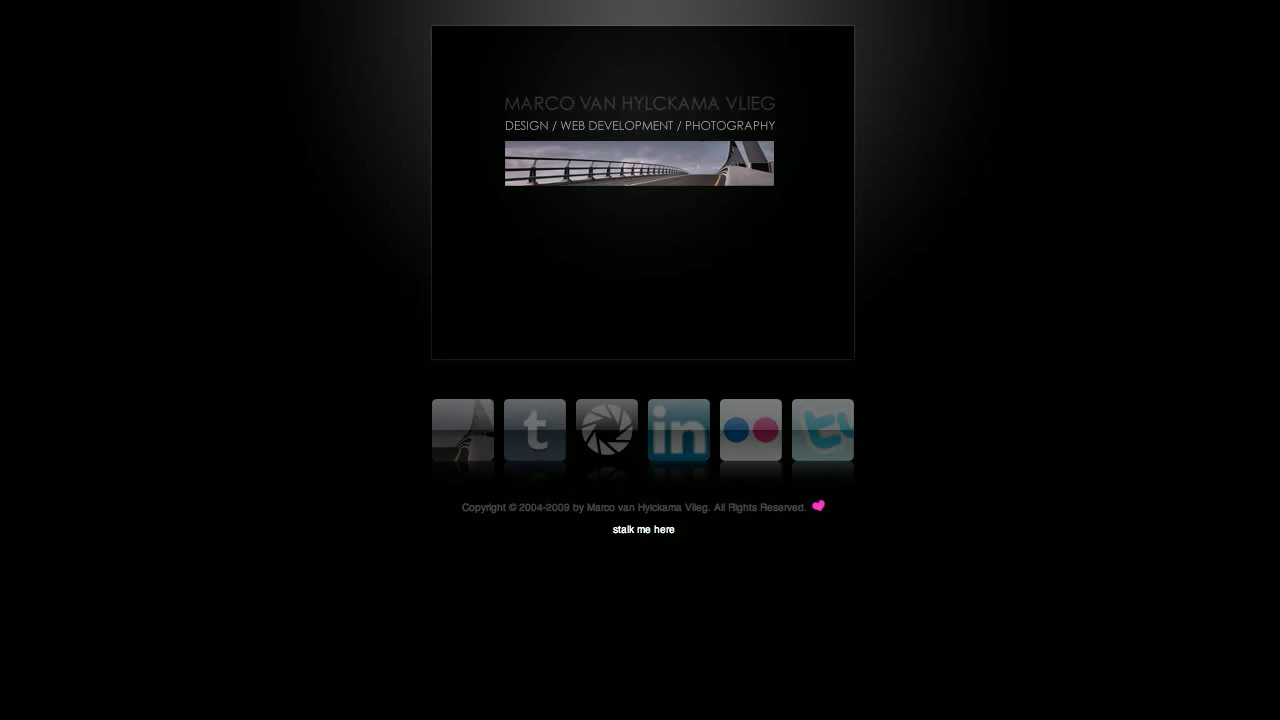 MARCO VAN HYLCKAMA VLIEG
DESIGN / WEB DEVELOPMENT / PHOTOGRAPHY
t
in
Copyright © 2004-2009 by Marco van Hylckama Vlieg. All Rights Reserved.
stalk me here